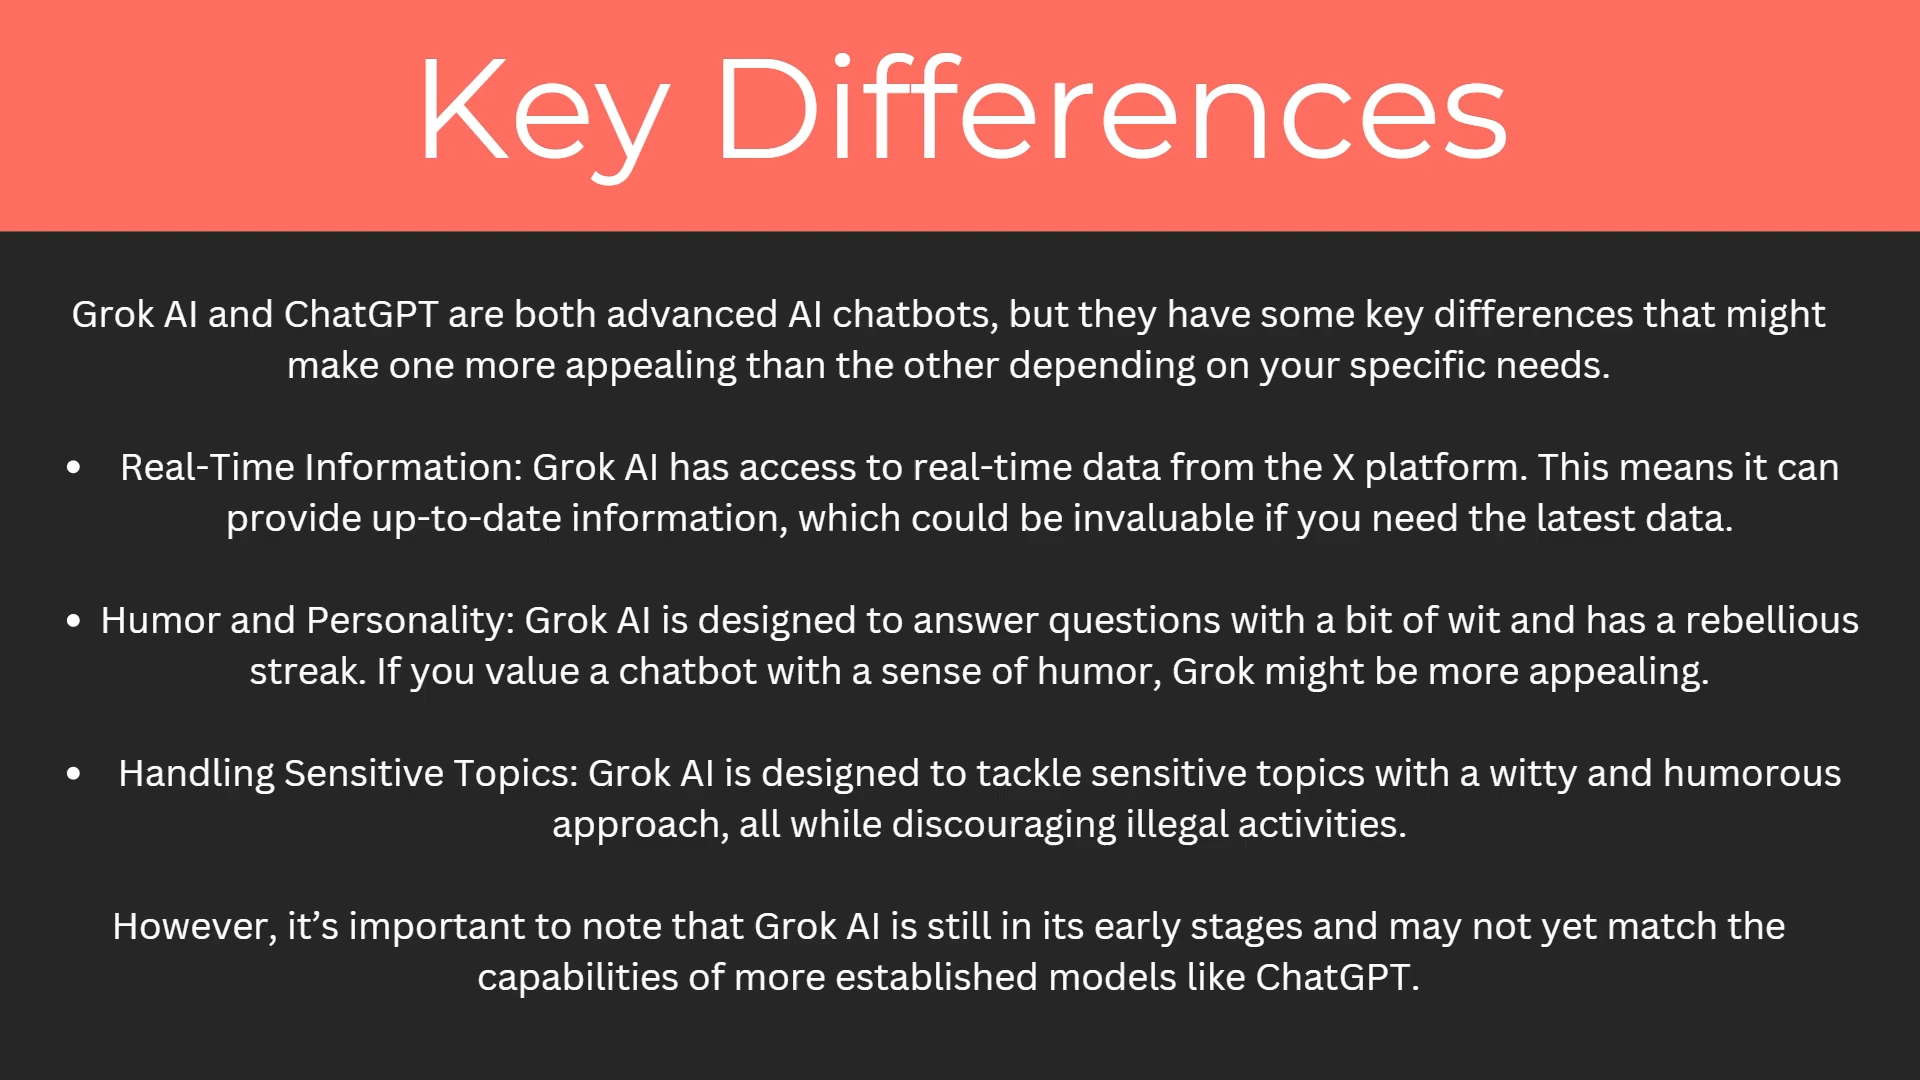 Key Differences
Grok AI and ChatGPT are both advanced AI chatbots, but they have some key differences that might
make one more appealing than the other depending on your specific needs.
• Real-Time Information: Grok AI has access to real-time data from the X platform. This means it can
provide up-to-date information, which could be invaluable if you need the latest data.
• Humor and Personality: Grok AI is designed to answer questions with a bit of wit and has a rebellious
streak. If you value a chatbot with a sense of humor, Grok might be more appealing.
• Handling Sensitive Topics: Grok AI is designed to tackle sensitive topics with a witty and humorous
approach, all while discouraging illegal activities.
However, it’s important to note that Grok AI is still in its early stages and may not yet match the
capabilities of more established models like ChatGPT.